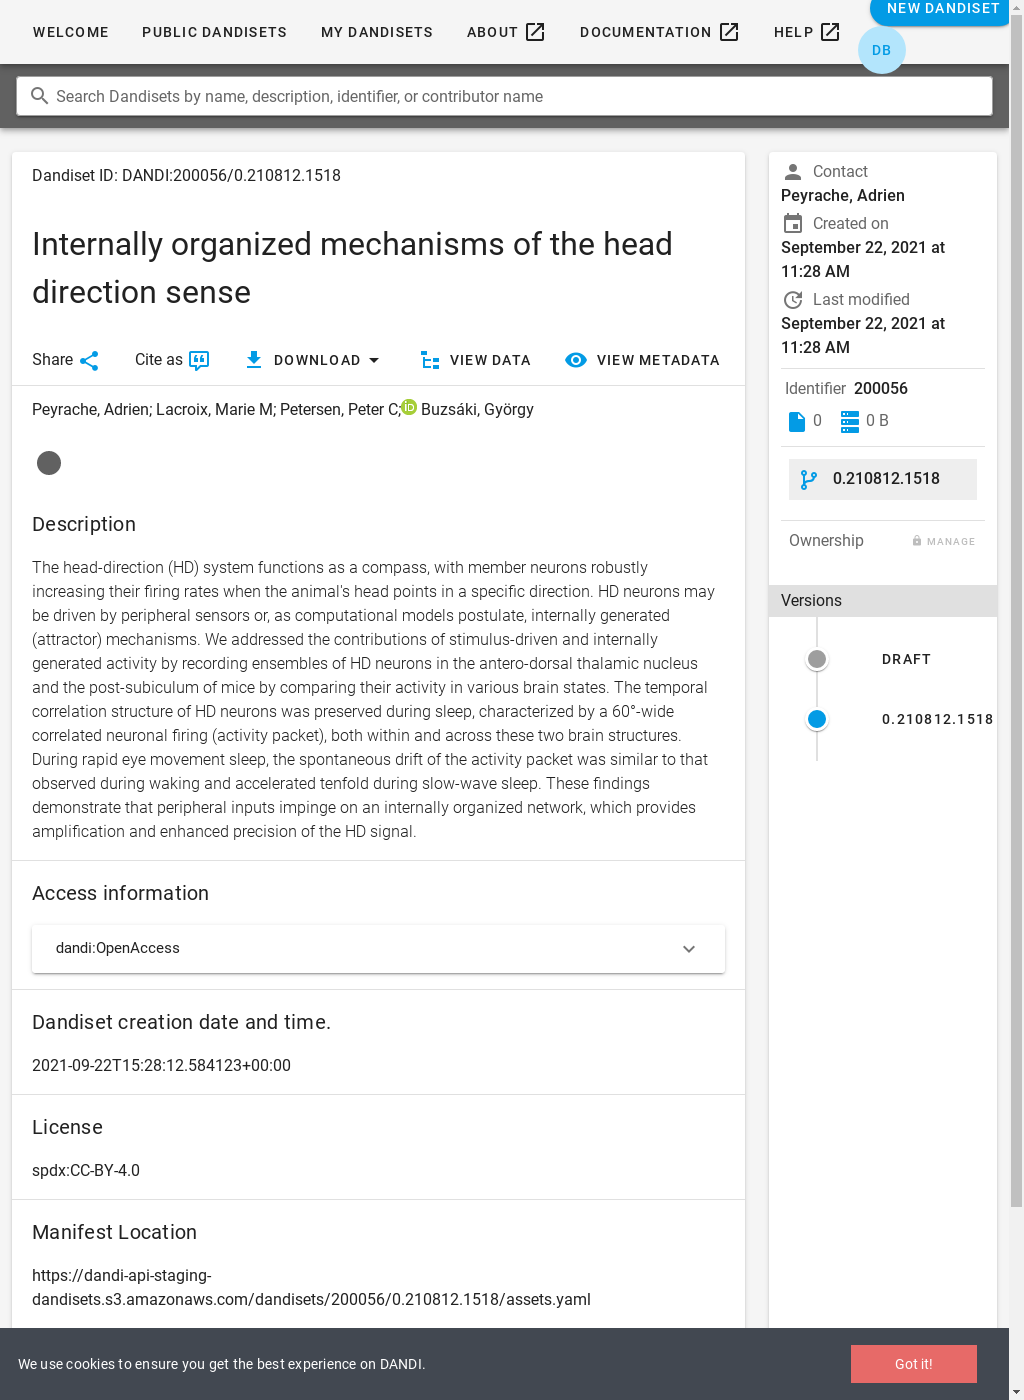 WELCOME
PUBLIC DANDISETS
MY DANDISETS
ABOUT
DOCUMENTATION
HELP
NEW DANDISET
DB
Search Dandisets by name, description, identifier, or contributor name
Dandiset ID: DANDI:200056/0.210812.1518
Internally organized mechanisms of the head
direction sense
Share
Cite as
DOWNLOAD
VIEW DATA
VIEW METADATA
Peyrache, Adrien; Lacroix, Marie M; Petersen, Peter C; iD Buzsáki, György
Description
The head-direction (HD) system functions as a compass, with member neurons robustly
increasing their firing rates when the animal's head points in a specific direction. HD neurons may
be driven by peripheral sensors or, as computational models postulate, internally generated
(attractor) mechanisms. We addressed the contributions of stimulus-driven and internally
generated activity by recording ensembles of HD neurons in the antero-dorsal thalamic nucleus
and the post-subiculum of mice by comparing their activity in various brain states. The temporal
correlation structure of HD neurons was preserved during sleep, characterized by a 60°-wide
correlated neuronal firing (activity packet), both within and across these two brain structures.
During rapid eye movement sleep, the spontaneous drift of the activity packet was similar to that
observed during waking and accelerated tenfold during slow-wave sleep. These findings
demonstrate that peripheral inputs impinge on an internally organized network, which provides
amplification and enhanced precision of the HD signal.
Access information
dandi:OpenAccess
Dandiset creation date and time.
2021-09-22T15:28:12.584123+00:00
License
spdx:CC-BY-4.0
Manifest Location
https://dandi-api-staging-
dandisets.s3.amazonaws.com/dandisets/200056/0.210812.1518/assets.yaml
Contact
Peyrache, Adrien
Created on
September 22, 2021 at
11:28 AM
Last modified
September 22, 2021 at
11:28 AM
Identifier 200056
0
0 B
0.210812.1518
Ownership
MANAGE
Versions
DRAFT
0.210812.1518
We use cookies to ensure you get the best experience on DANDI.
Got it!